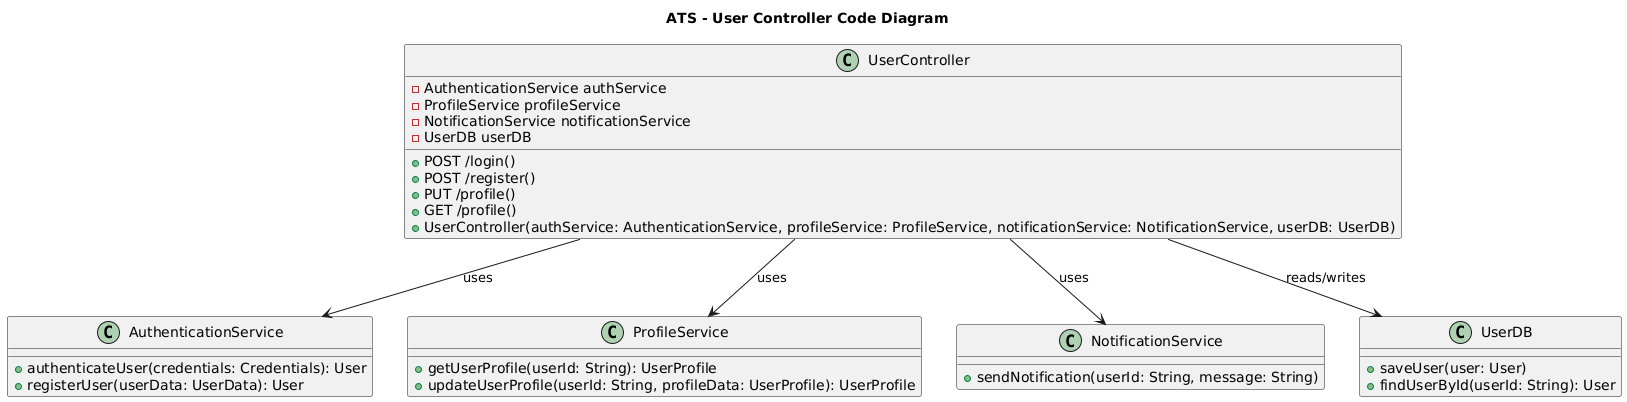 ATS - User Controller Code Diagram
C UserController
AuthenticationService authService
ProfileService profileService
NotificationService notificationService
UserDB userDB
POST /login()
POST /register()
PUT /profile()
GET /profile()
UserController(authService: AuthenticationService, profileService: ProfileService, notificationService: NotificationService, userDB: UserDB)
uses
uses
uses
reads/writes
C AuthenticationService
authenticateUser(credentials: Credentials): User
registerUser(userData: UserData): User
C ProfileService
getUserProfile(userId: String): UserProfile
updateUserProfile(userId: String, profileData: UserProfile): UserProfile
C NotificationService
sendNotification(userId: String, message: String)
C UserDB
saveUser(user: User)
findUserById(userId: String): User